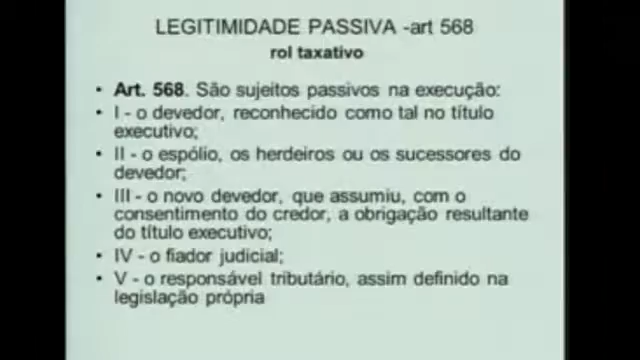 LEGITIMIDADE PASSIVA -art 568
rol taxativo
• Art. 568. São sujeitos passivos na execução:
• I - o devedor, reconhecido como tal no título
executivo;
• II - o espólio, os herdeiros ou os sucessores do
devedor;
• III - o novo devedor, que assumiu, com o
consentimento do credor, a obrigação resultante
do título executivo;
• IV - o fiador judicial;
• V - o responsável tributário, assim definido na
legislação própria